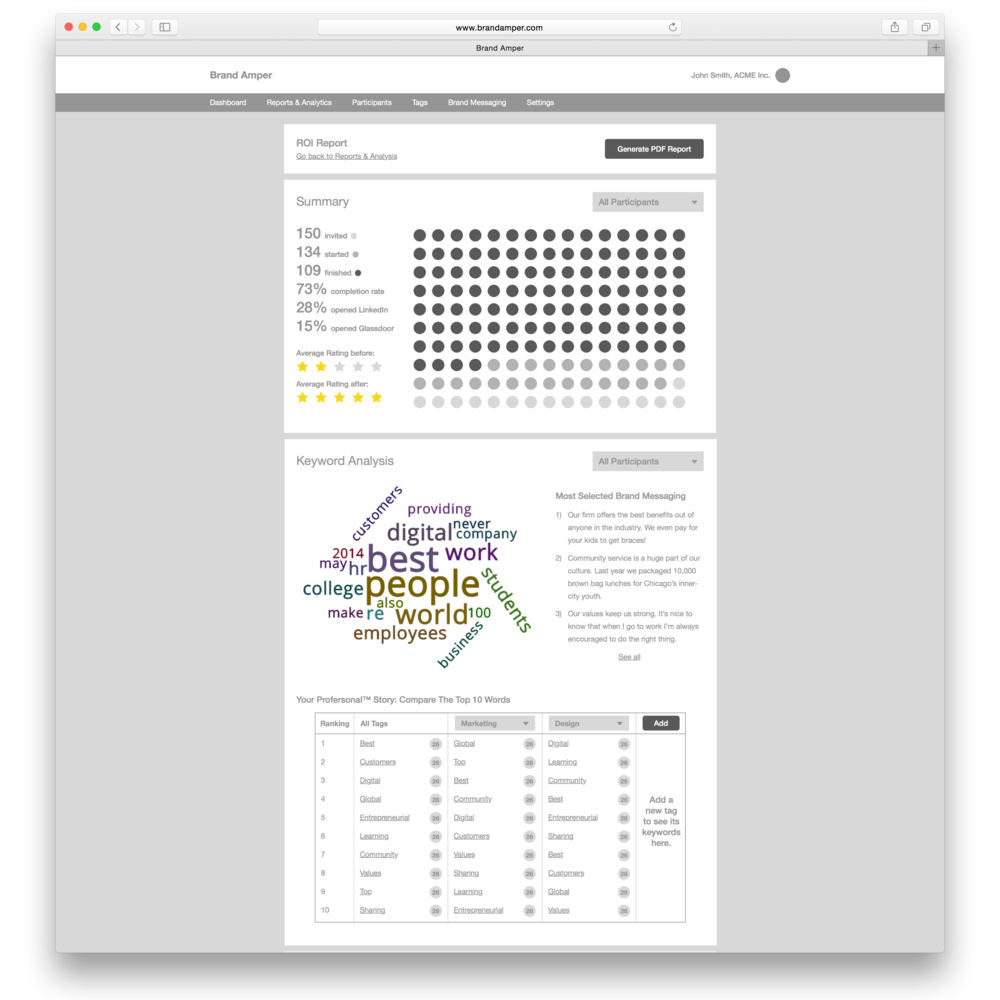 www.brandamper.com
Brand Amper
Brand Amper
John Smith, ACME Inc.
Dashboard Reports & Analytics Participants Tags Brand Messaging Settings
ROI Report
Go back to Reports & Analysis
Generate PDF Report
Summary
All Participants
150 invited
134 started
109 finished
73% completion rate
28% opened LinkedIn
15% opened Glassdoor
Average Rating before:
Average Rating after:
Keyword Analysis
All Participants
customers
providing
digital
never
company
2014
best
work
may
hr
college
people
students
also
make
re
world
100
employees
business
Most Selected Brand Messaging
1) Our firm offers the best benefits out of
anyone in the industry. We even pay for
your kids to get braces!
2) Community service is a huge part of our
culture. Last year we packaged 10,000
brown bag lunches for Chicago's inner-
city youth.
3) Our values keep us strong. It's nice to
know that when I go to work I'm always
encouraged to do the right thing.
See all
Your Profersonal™ Story: Compare The Top 10 Words
Ranking All Tags Marketing Design Add
1 Best 26 Global 26 Digital 26
2 Customers 26 Top 26 Learning 26
3 Digital 26 Best 26 Community 26
4 Global 26 Community 26 Best 26
5 Entrepreneurial 26 Digital 26 Entrepreneurial 26
6 Learning 26 Customers 26 Sharing 26
7 Community 26 Values 26 Best 26
8 Values 26 Sharing 26 Customers 26
9 Top 26 Learning 26 Global 26
10 Sharing 26 Entrepreneurial 26 Values 26
Add a
new tag
to see its
keywords
here.